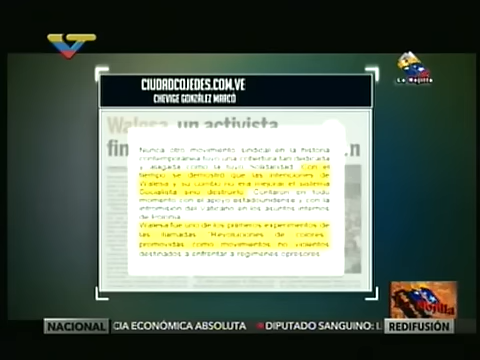 La Hojilla
CIUDADCOJEDES.COM.VE
CHEVIGE GONZÁLEZ MARCÓ
Walesa, un activista
fin
n
Nunca otro movimiento sindical en la historia
contemporánea tuvo una cobertura tan dedicada
y alagada como la tuvo Solidaridad. Con el
tiempo se demostró que las intenciones de
Walesa y su combo no era mejorar el sistema
Socialista sino destruirlo. Contaron en todo
momento con el apoyo estadounidense y con la
intromisión del Vaticano en los asuntos internos
de Polonia.
Walesa fue uno de los primeros experimentos de
las llamadas "Revoluciones de colores",
promovidas como movimientos no violentos
destinados a enfrentar a regímenes opresores.
Hojilla
NACIONAL CIA ECONÓMICA ABSOLUTA DIPUTADO SANGUINO: L REDIFUSIÓN